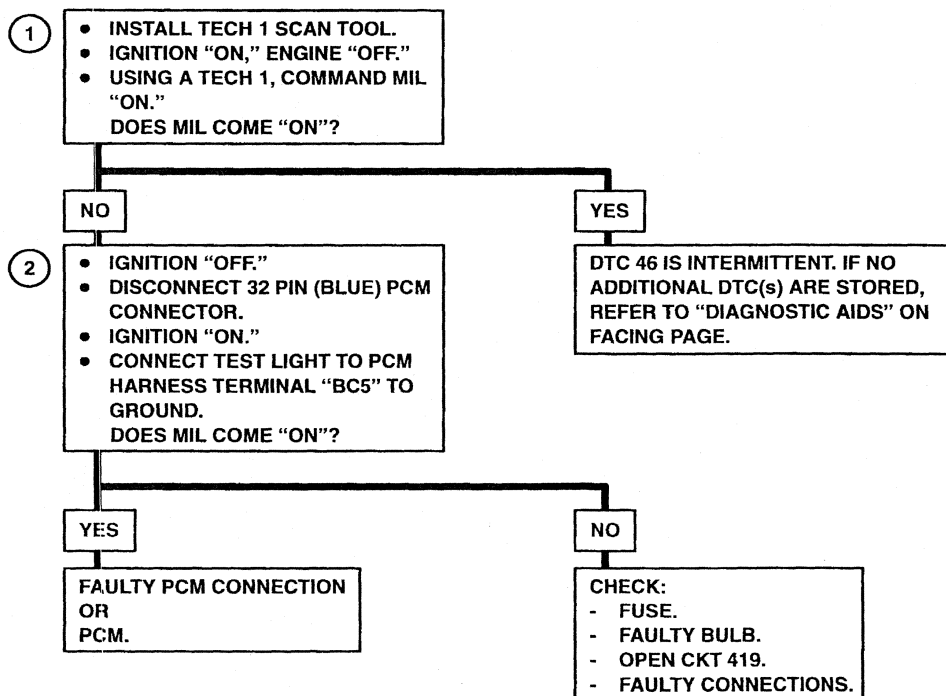 1
• INSTALL TECH 1 SCAN TOOL.
• IGNITION “ON,” ENGINE “OFF.”
• USING A TECH 1, COMMAND MIL
“ON.”
DOES MIL COME “ON”?
NO
YES
2
• IGNITION “OFF.”
• DISCONNECT 32 PIN (BLUE) PCM
CONNECTOR.
• IGNITION “ON.”
• CONNECT TEST LIGHT TO PCM
HARNESS TERMINAL “BC5” TO
GROUND.
DOES MIL COME “ON”?
DTC 46 IS INTERMITTENT. IF NO
ADDITIONAL DTC(s) ARE STORED,
REFER TO “DIAGNOSTIC AIDS” ON
FACING PAGE.
YES
NO
FAULTY PCM CONNECTION
OR
PCM.
CHECK:
- FUSE.
- FAULTY BULB.
- OPEN CKT 419.
- FAULTY CONNECTIONS.